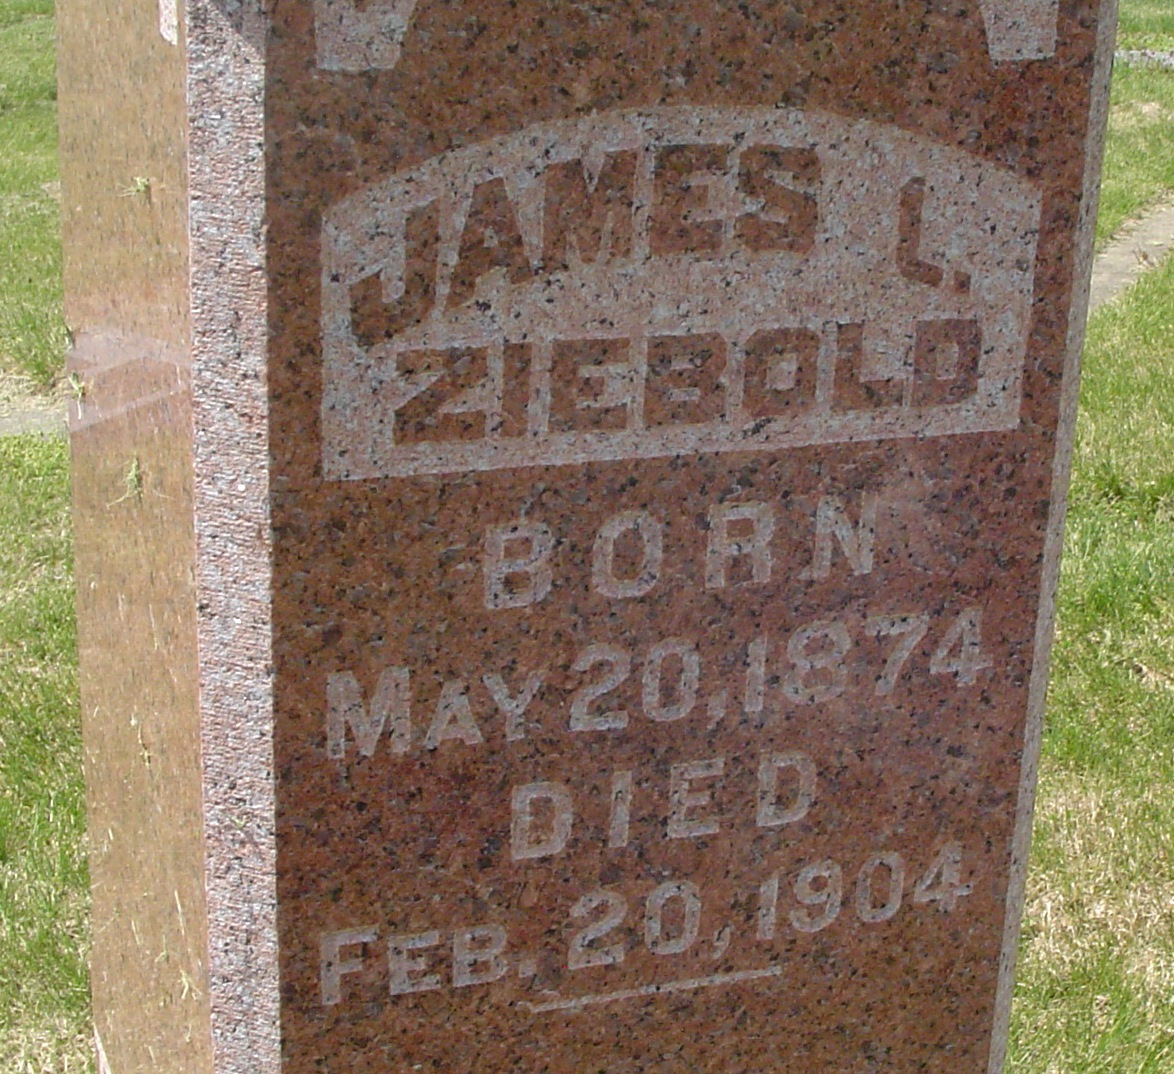 JAMES L.
ZIEBOLD
BORN
MAY 20, 1874
DIED
FEB. 20, 1904